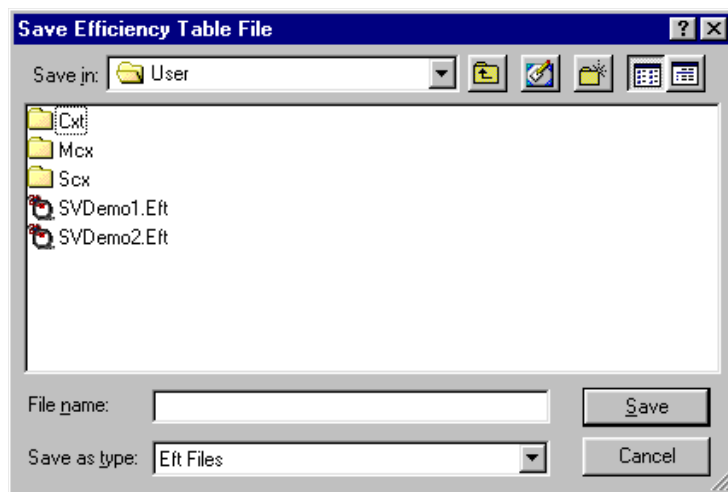 Save Efficiency Table File
Save in: User
Cxt
Mcx
Scx
SVDemo1.Eft
SVDemo2.Eft
File name: Save
Save as type: Eft Files Cancel